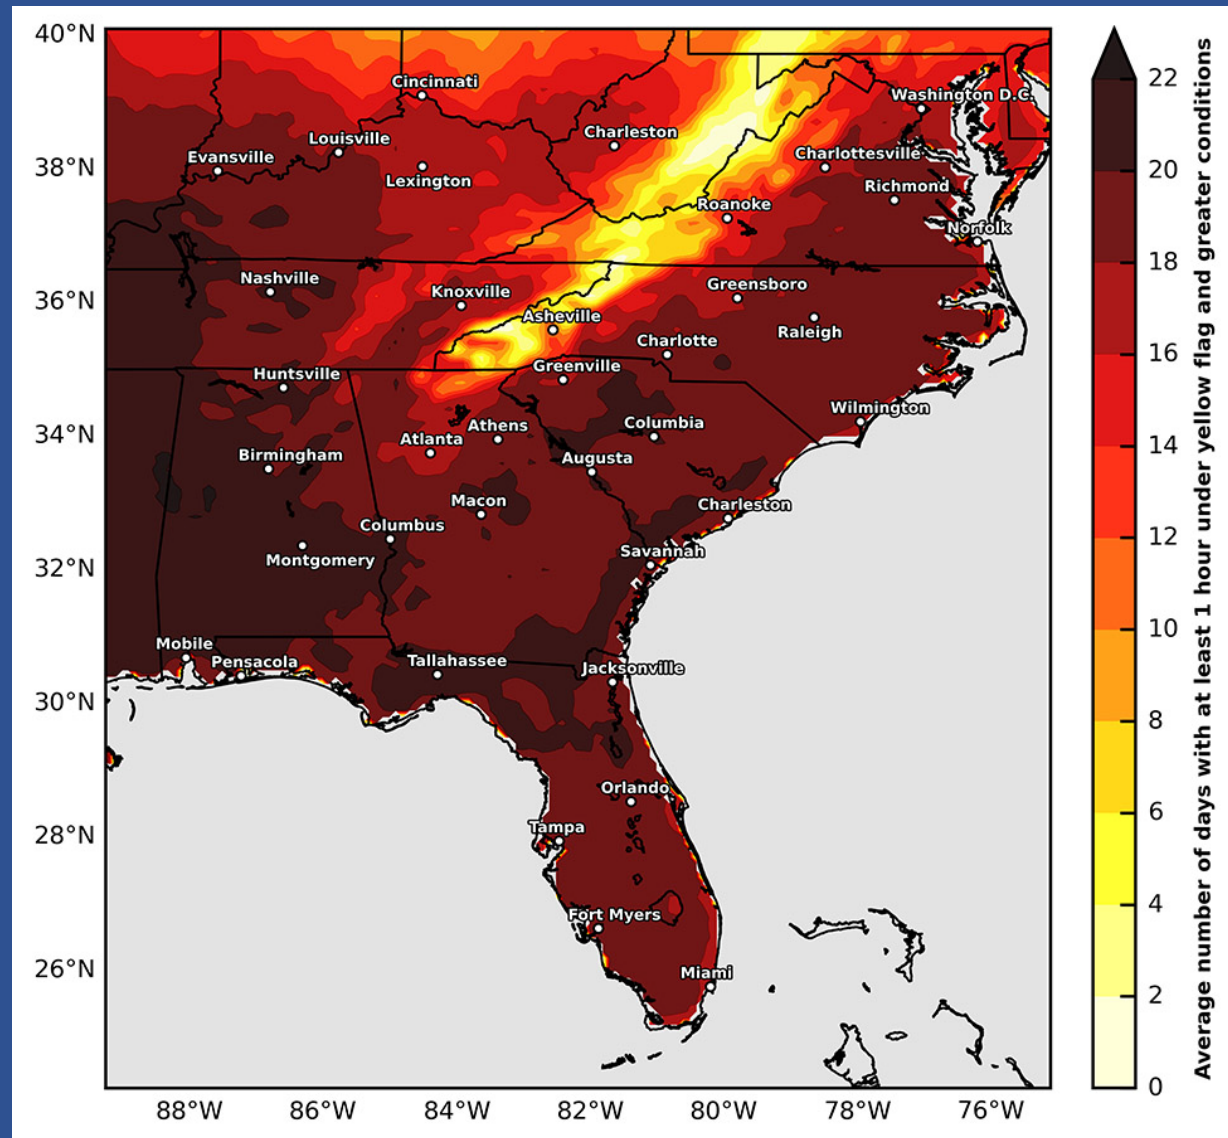 40°N
38°N
36°N
34°N
32°N
30°N
28°N
26°N
88°W
86°W
84°W
82°W
80°W
78°W
76°W
Cincinnati
Washington D.C.
Louisville
Charleston
Evansville
Charlottesville
Lexington
Richmond
Roanoke
Norfolk
Nashville
Knoxville
Greensboro
Asheville
Raleigh
Charlotte
Huntsville
Greenville
Wilmington
Athens
Columbia
Atlanta
Birmingham
Augusta
Macon
Charleston
Columbus
Savannah
Montgomery
Mobile
Pensacola
Tallahassee
Jacksonville
Orlando
Tampa
Fort Myers
Miami
22
20
18
16
14
12
10
8
6
4
2
0
Average number of days with at least 1 hour under yellow flag and greater conditions